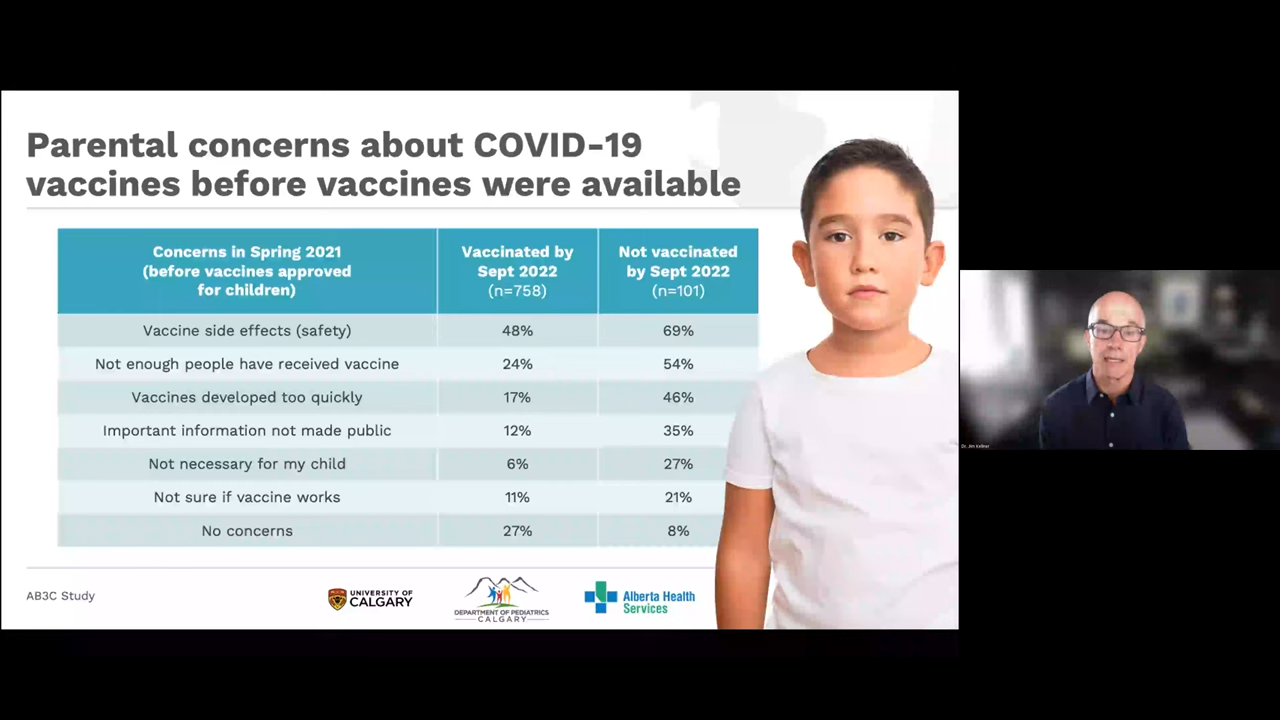 Parental concerns about COVID-19
vaccines before vaccines were available
Concerns in Spring 2021
(before vaccines approved
for children)
Vaccinated by
Sept 2022
(n=758)
Not vaccinated
by Sept 2022
(n=101)
Vaccine side effects (safety) 48% 69%
Not enough people have received vaccine 24% 54%
Vaccines developed too quickly 17% 46%
Important information not made public 12% 35%
Not necessary for my child 6% 27%
Not sure if vaccine works 11% 21%
No concerns 27% 8%
AB3C Study
UNIVERSITY OF
CALGARY
DEPARTMENT OF PEDIATRICS
CALGARY
Alberta Health
Services
Dr. Jim Kellner